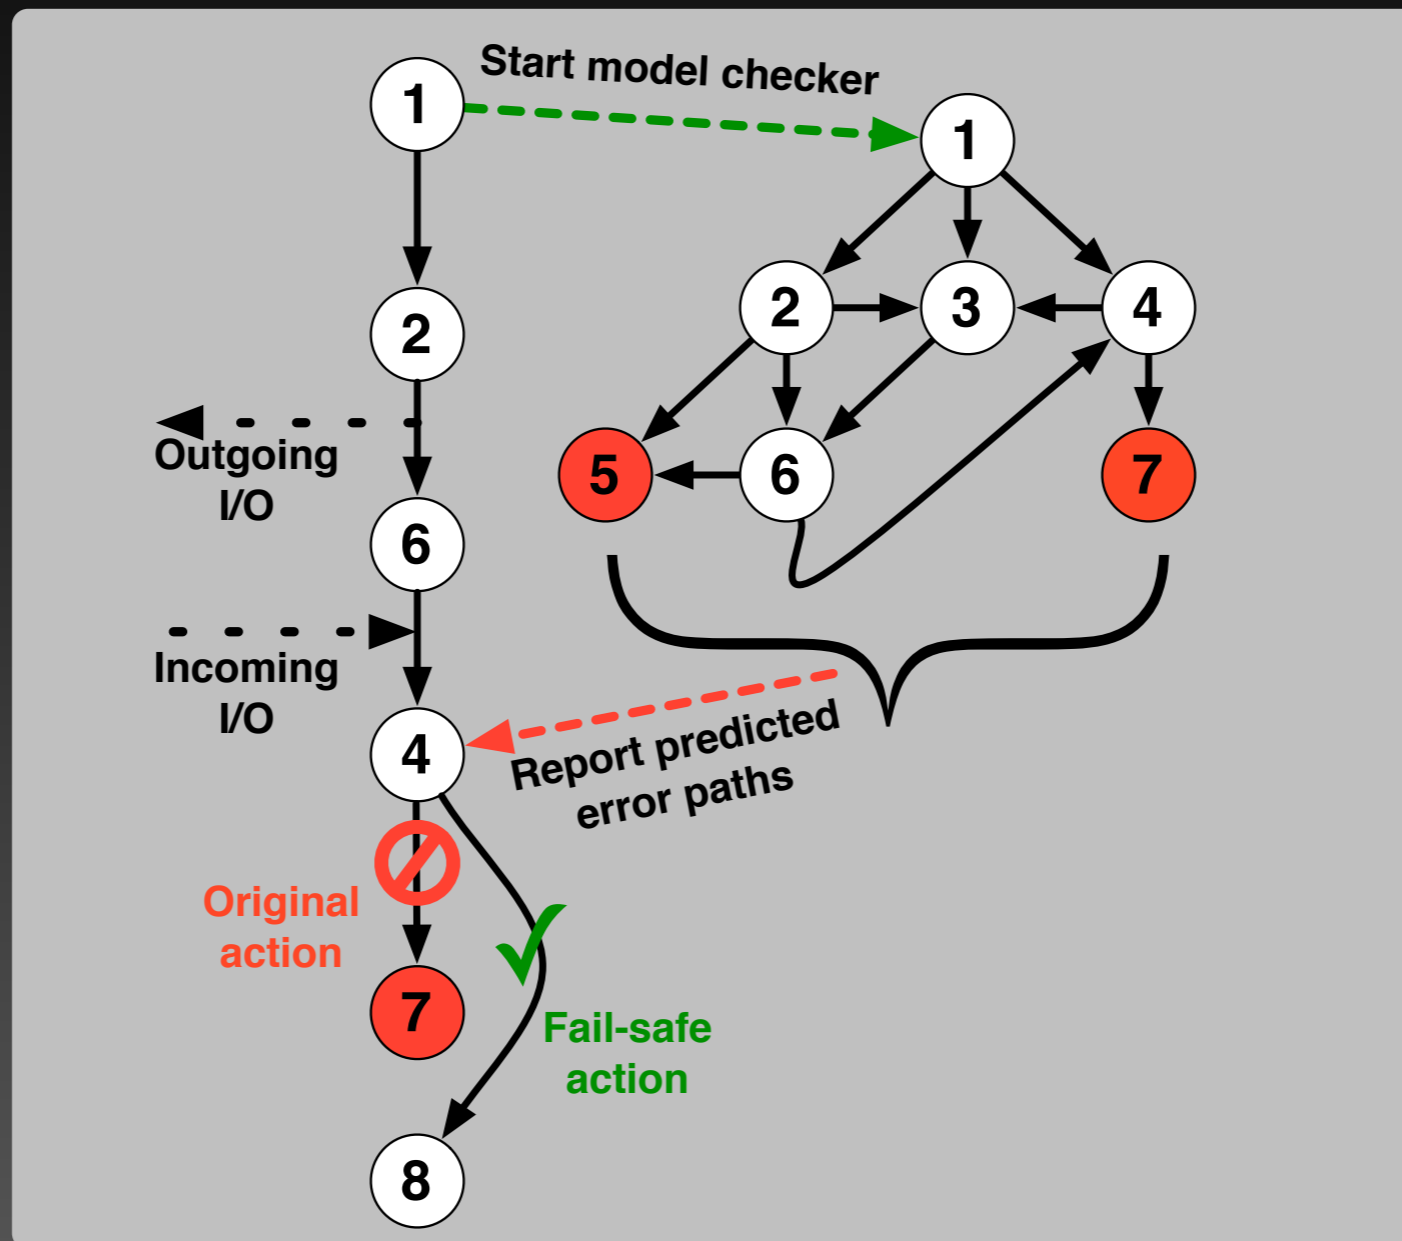 Start model checker
1
1
2
3
4
2
Outgoing
I/O
5
6
7
6
Incoming
I/O
4
Report predicted
error paths
Original
action
7
Fail-safe
action
8